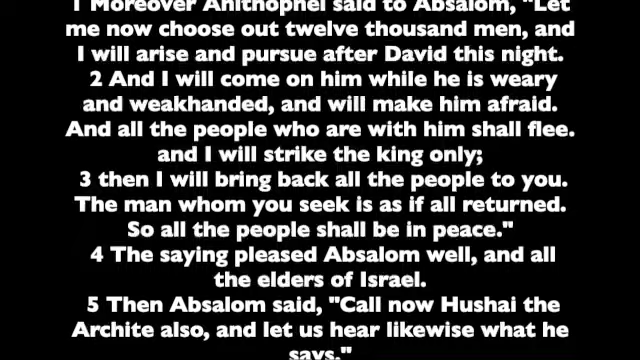 1 Moreover Ahithophel said to Absalom, "Let
me now choose out twelve thousand men, and
I will arise and pursue after David this night.
2 And I will come on him while he is weary
and weakhanded, and will make him afraid.
And all the people who are with him shall flee.
and I will strike the king only;
3 then I will bring back all the people to you.
The man whom you seek is as if all returned.
So all the people shall be in peace."
4 The saying pleased Absalom well, and all
the elders of Israel.
5 Then Absalom said, "Call now Hushai the
Archite also, and let us hear likewise what he
says."